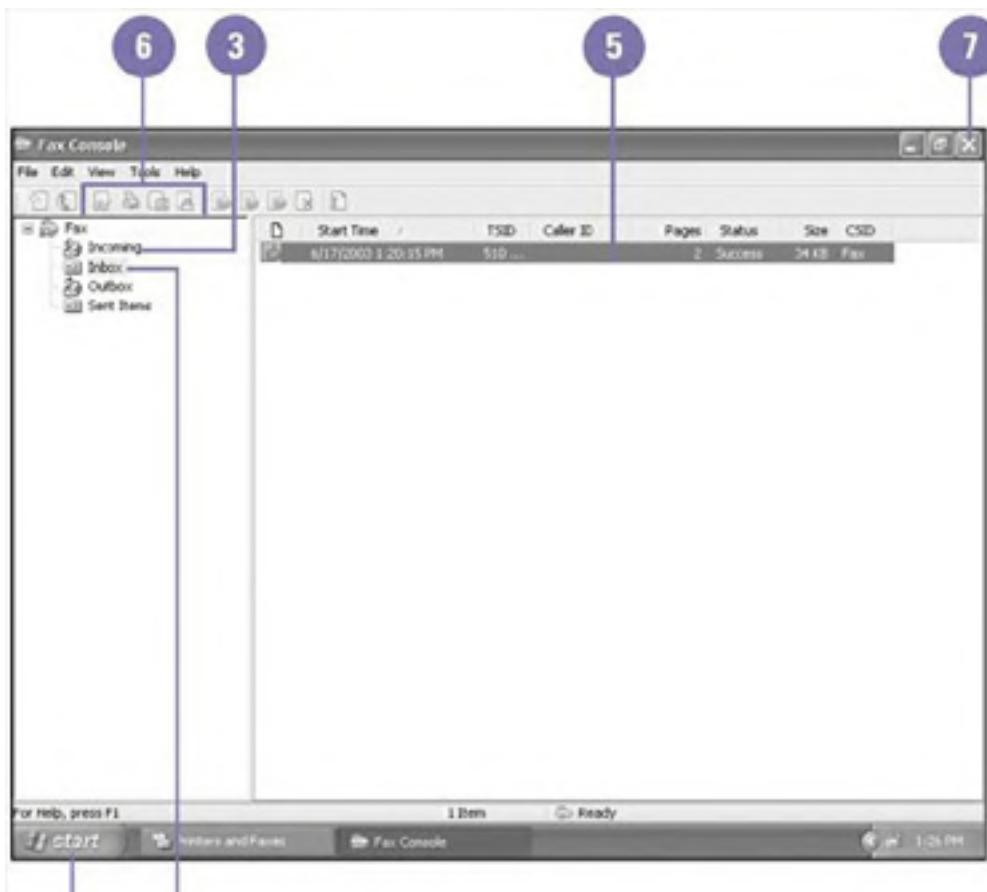 6 3 5 7
Fax Console
File Edit View Tools Help
Fax
Incoming
Inbox
Outbox
Sent Items
Start Time TSID Caller ID Pages Status Size CSID
6/17/2003 1:20:15 PM 510 ... 2 Success 34 KB Fax
For Help, press F1 1 Item Ready
start Printers and Faxes Fax Console 1:26 PM